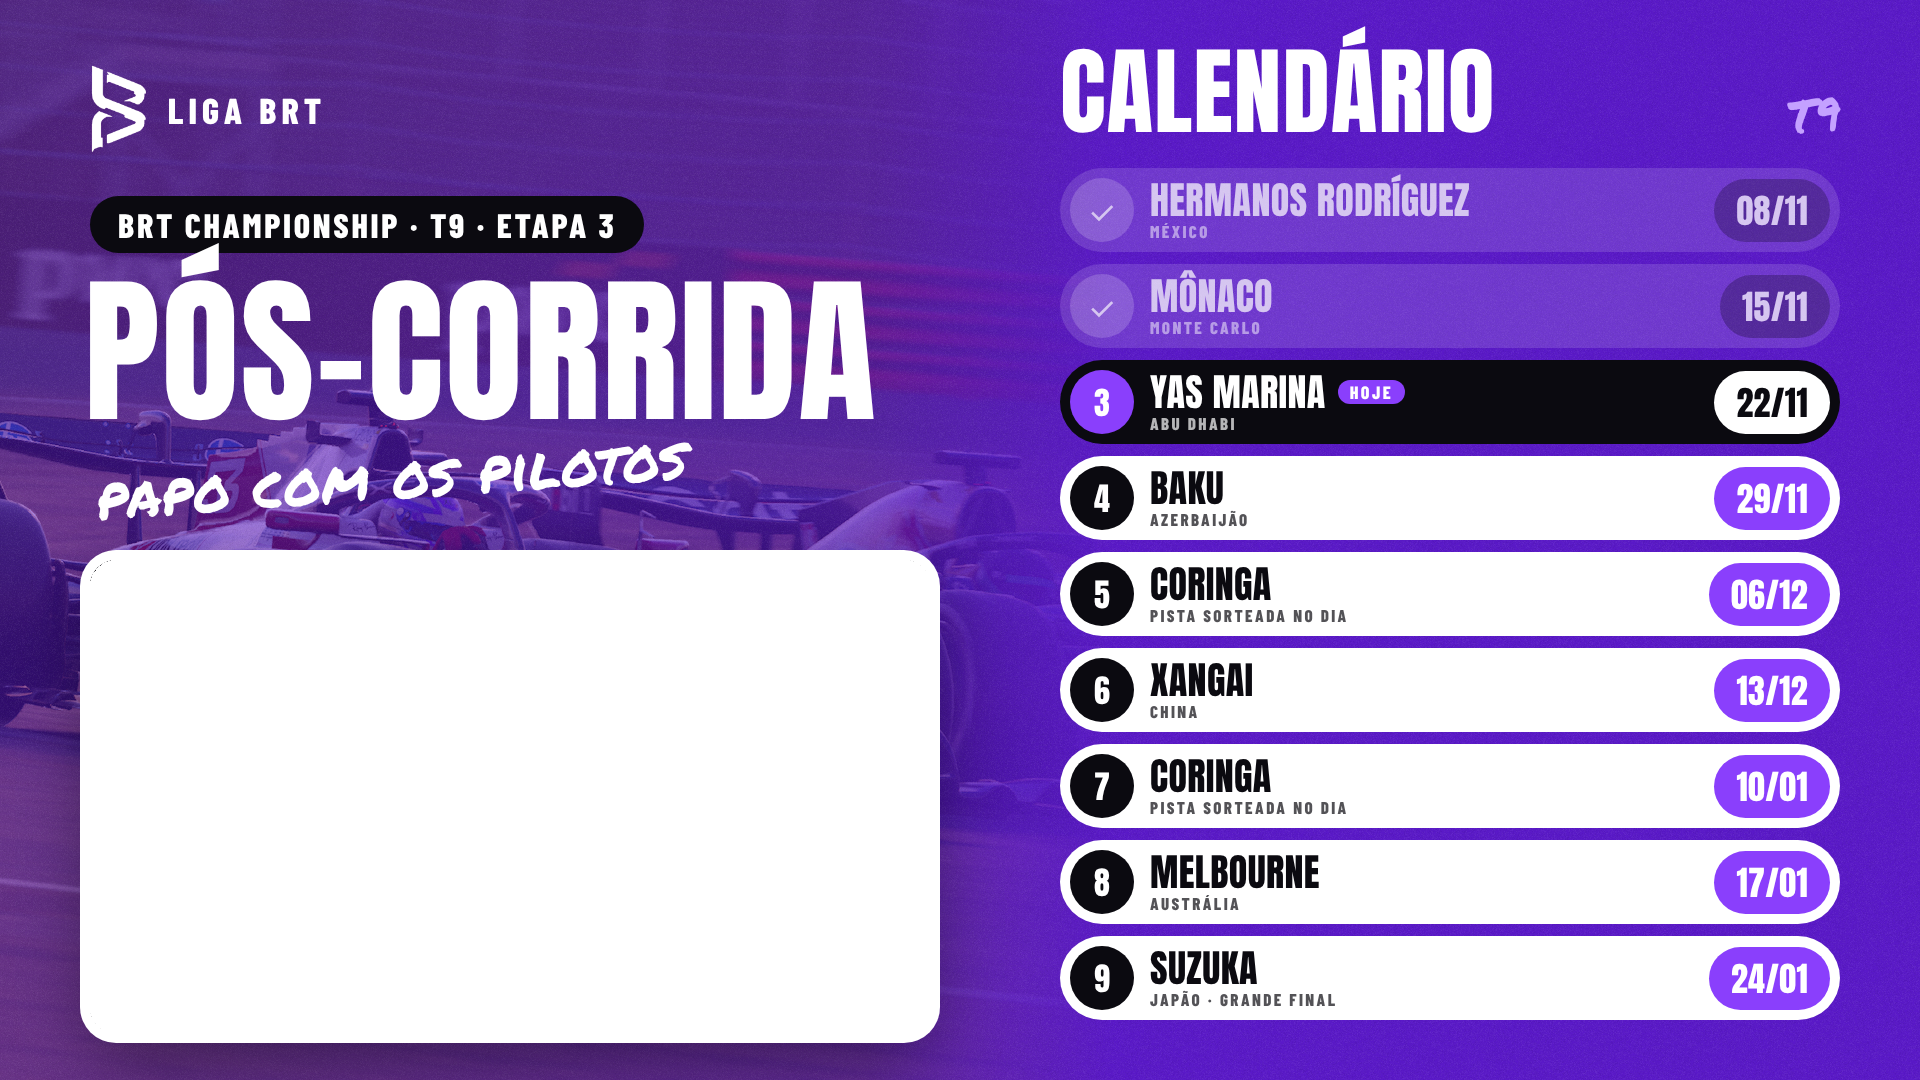 LIGA BRT
BRT CHAMPIONSHIP · T9 · ETAPA 3
PÓS-CORRIDA
PAPO COM OS PILOTOS
CALENDÁRIO
T9
HERMANOS RODRÍGUEZ
MÉXICO
08/11
MÔNACO
MONTE CARLO
15/11
3
YAS MARINA
HOJE
ABU DHABI
22/11
4
BAKU
AZERBAIJÃO
29/11
5
CORINGA
PISTA SORTEADA NO DIA
06/12
6
XANGAI
CHINA
13/12
7
CORINGA
PISTA SORTEADA NO DIA
10/01
8
MELBOURNE
AUSTRÁLIA
17/01
9
SUZUKA
JAPÃO · GRANDE FINAL
24/01